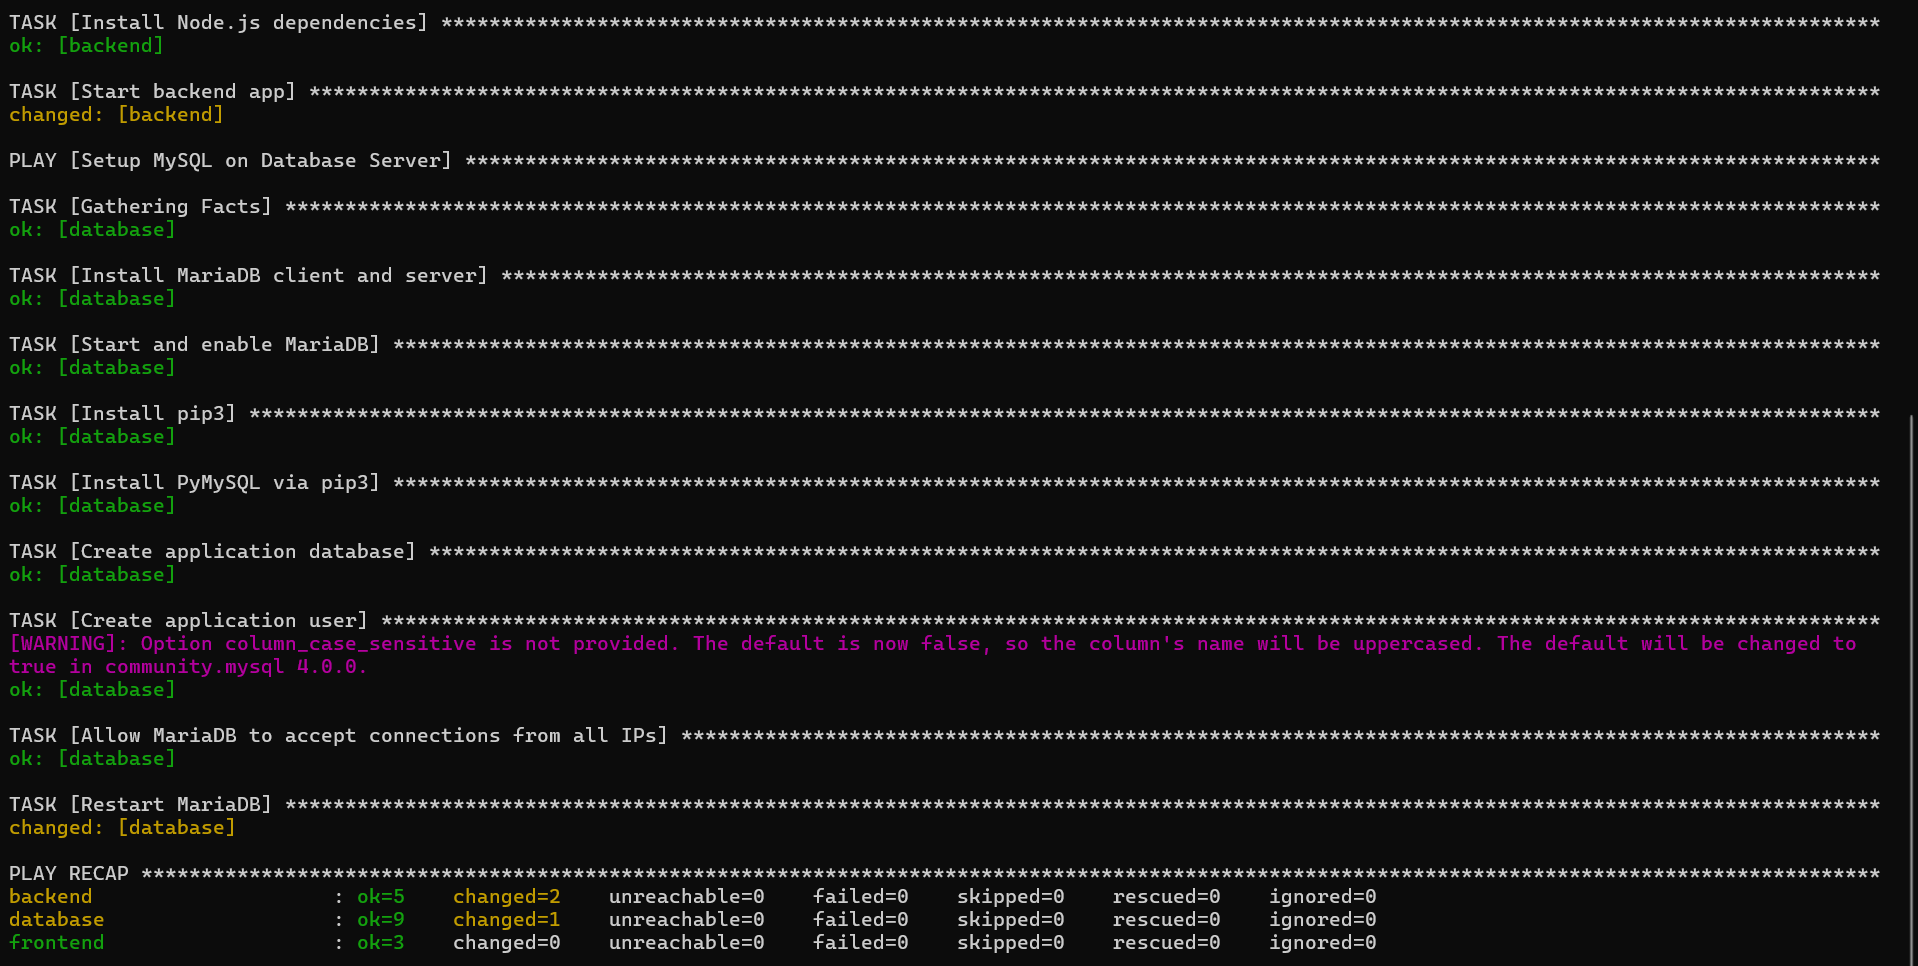 TASK [Install Node.js dependencies] ************************************************************************************************************************
ok: [backend]
TASK [Start backend app] ***********************************************************************************************************************************
changed: [backend]
PLAY [Setup MySQL on Database Server] **********************************************************************************************************************
TASK [Gathering Facts] *************************************************************************************************************************************
ok: [database]
TASK [Install MariaDB client and server] *******************************************************************************************************************
ok: [database]
TASK [Start and enable MariaDB] ****************************************************************************************************************************
ok: [database]
TASK [Install pip3] ****************************************************************************************************************************************
ok: [database]
TASK [Install PyMySQL via pip3] ****************************************************************************************************************************
ok: [database]
TASK [Create application database] *************************************************************************************************************************
ok: [database]
TASK [Create application user] *****************************************************************************************************************************
[WARNING]: Option column_case_sensitive is not provided. The default is now false, so the column's name will be uppercased. The default will be changed to
true in community.mysql 4.0.0.
ok: [database]
TASK [Allow MariaDB to accept connections from all IPs] ****************************************************************************************************
ok: [database]
TASK [Restart MariaDB] *************************************************************************************************************************************
changed: [database]
PLAY RECAP *************************************************************************************************************************************************
backend                    : ok=5    changed=2    unreachable=0    failed=0    skipped=0    rescued=0    ignored=0
database                   : ok=9    changed=1    unreachable=0    failed=0    skipped=0    rescued=0    ignored=0
frontend                   : ok=3    changed=0    unreachable=0    failed=0    skipped=0    rescued=0    ignored=0